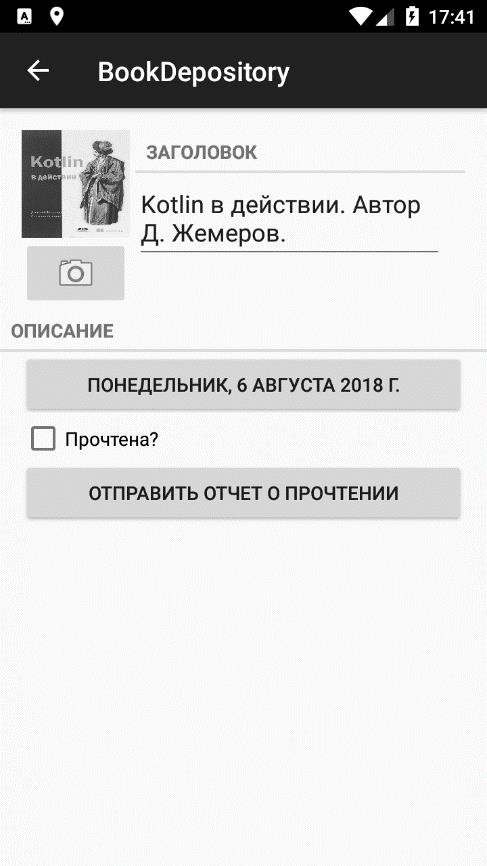 17:41
BookDepository
Kotlin
в действии
ЗАГОЛОВОК
Kotlin в действии. Автор
Д. Жемеров.
ОПИСАНИЕ
ПОНЕДЕЛЬНИК, 6 АВГУСТА 2018 Г.
Прочтена?
ОТПРАВИТЬ ОТЧЕТ О ПРОЧТЕНИИ